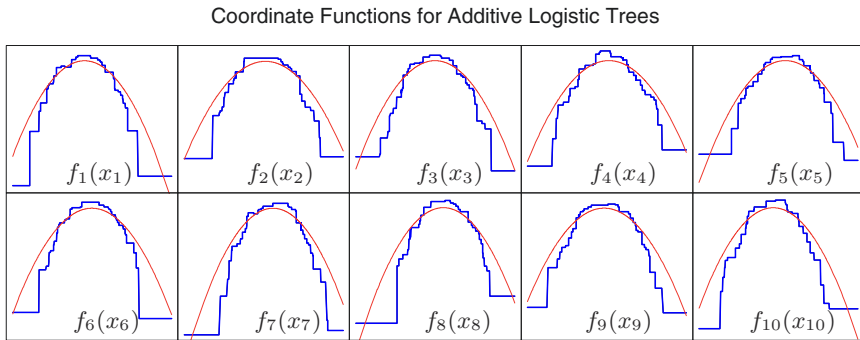 Coordinate Functions for Additive Logistic Trees
f₁(x₁) f₂(x₂) f₃(x₃) f₄(x₄) f₅(x₅)
f₆(x₆) f₇(x₇) f₈(x₈) f₉(x₉) f₁₀(x₁₀)